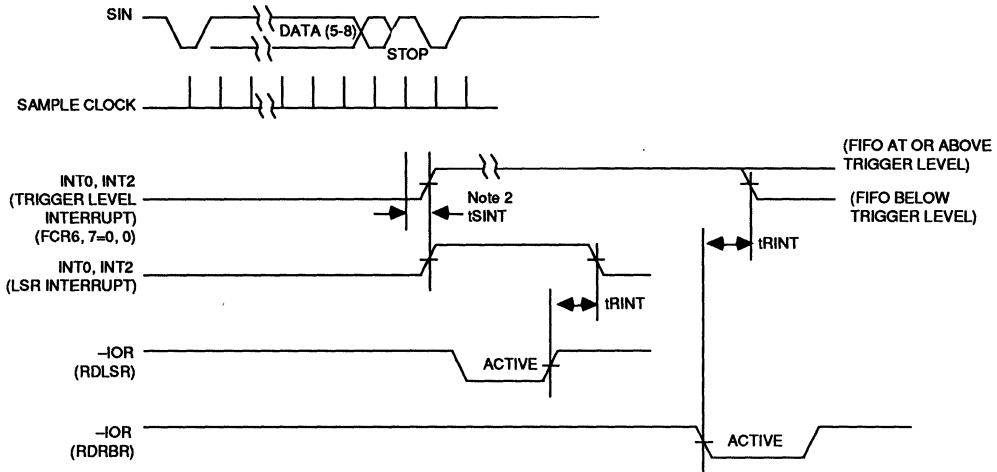 SIN
DATA (5-8)
STOP
SAMPLE CLOCK
INT0, INT2
(TRIGGER LEVEL
INTERRUPT)
(FCR6, 7=0, 0)
Note 2
tSINT
(FIFO AT OR ABOVE
TRIGGER LEVEL)
(FIFO BELOW
TRIGGER LEVEL)
tRINT
INT0, INT2
(LSR INTERRUPT)
tRINT
–IOR
(RDLSR)
ACTIVE
–IOR
(RDRBR)
ACTIVE